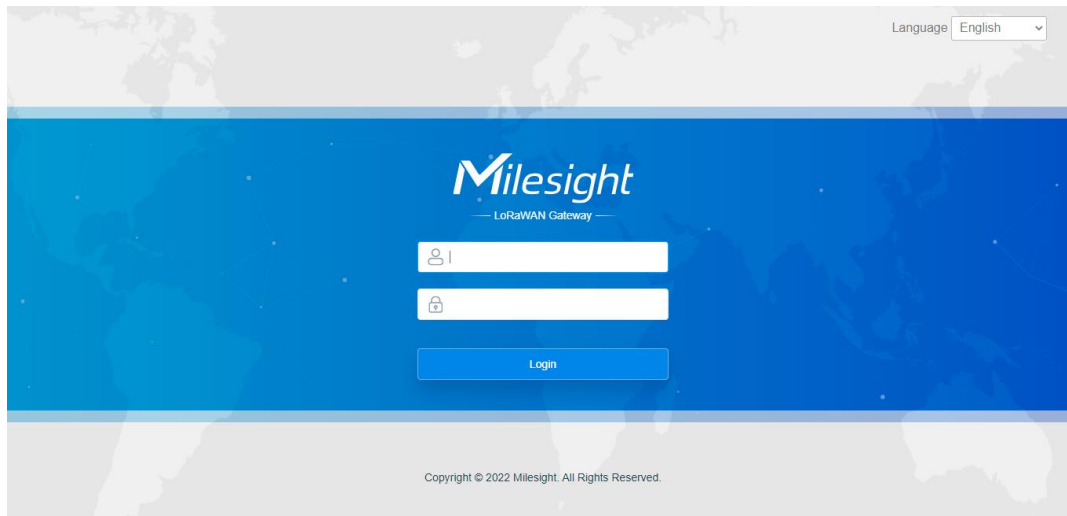 Language English
Milesight
LoRaWAN Gateway
Login
Copyright © 2022 Milesight. All Rights Reserved.